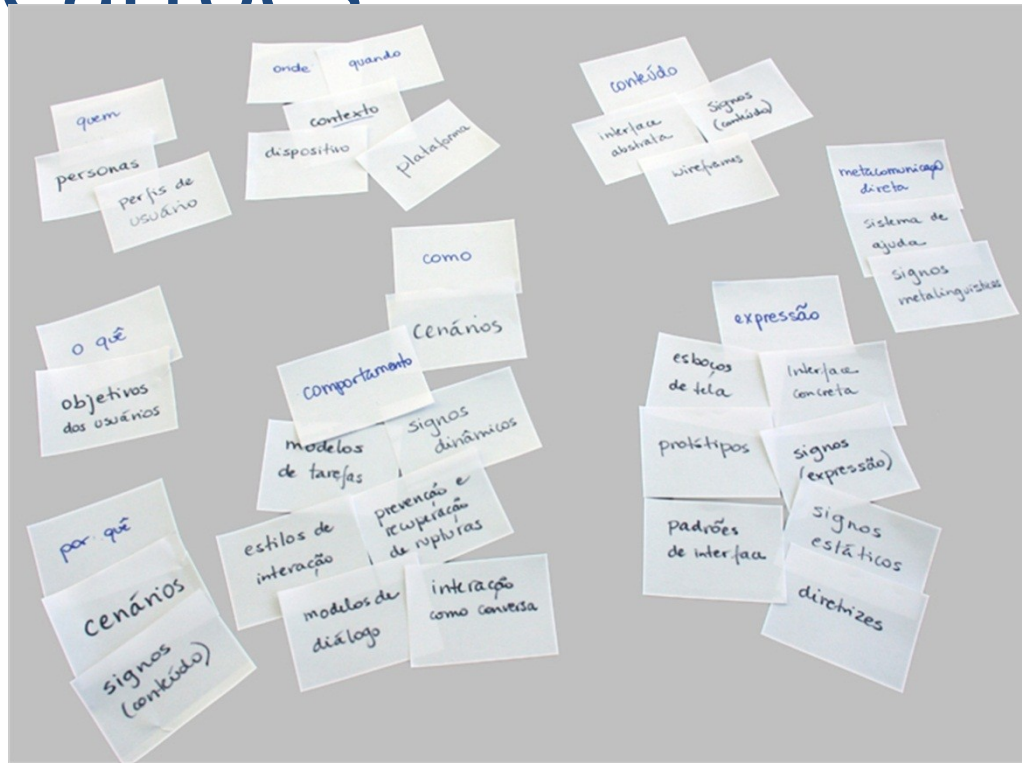 quem
personas
perfis de
usuário
onde
quando
contexto
dispositivo
plataforma
conteúdo
interface
abstrata
signos
(conteúdo)
wireframes
metacomunicação
direta
sistema de
ajuda
signos
metalinguísticos
o quê
objetivos
dos usuários
como
cenários
comportamento
modelos
de tarefas
signos
dinâmicos
estilos de
interação
prevenção e
recuperação
de rupturas
modelos de
diálogo
interação
como conversa
expressão
esboços
de tela
interface
concreta
protótipos
signos
(expressão)
padrões
de interface
signos
estáticos
diretrizes
por quê
cenários
signos
(conteúdo)